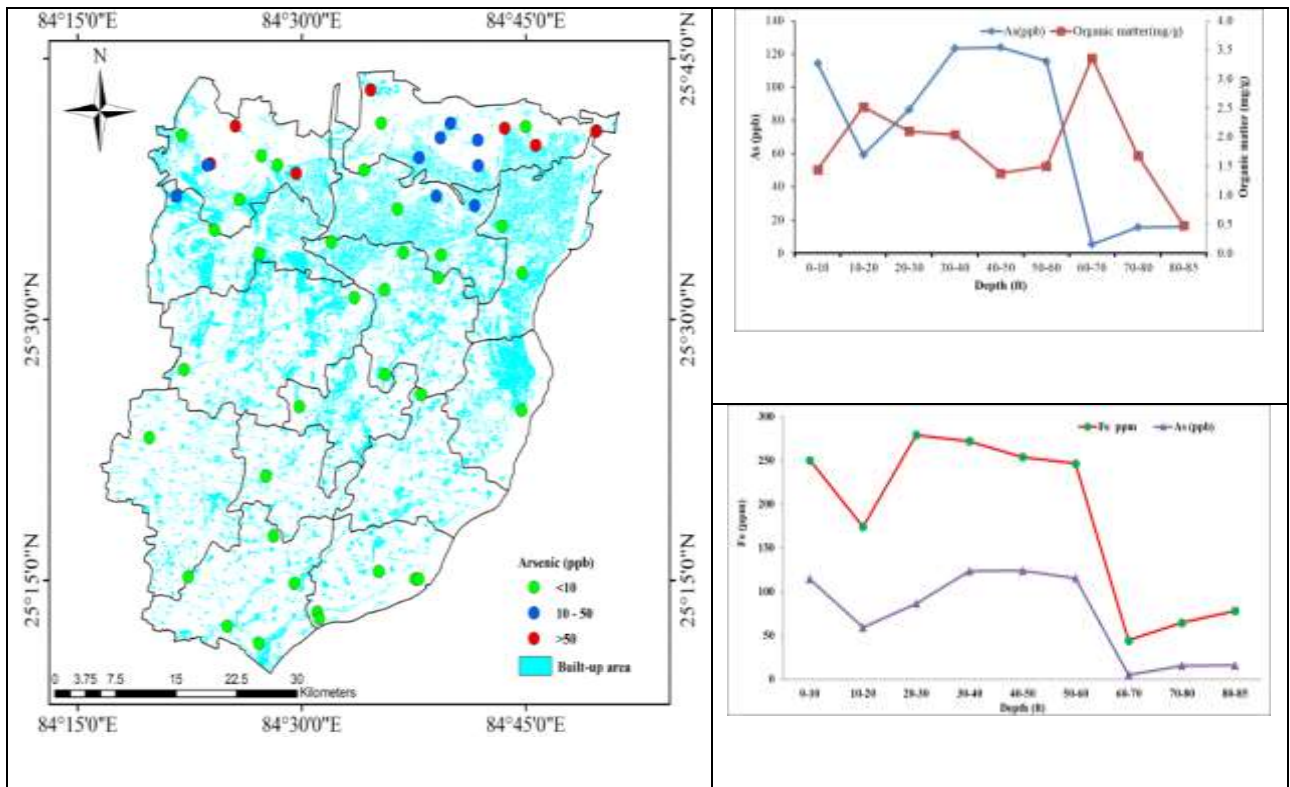 84°15'0"E 84°30'0"E 84°45'0"E
N
25°45'0"N
25°45'0"N
25°30'0"N
25°30'0"N
25°15'0"N
25°15'0"N
Arsenic (ppb)
<10
10 - 50
>50
Built-up area
0 3.75 7.5 15 22.5 30
Kilometers
84°15'0"E 84°30'0"E 84°45'0"E
As(ppb) Organic matter(mg/g)
140
120
100
80
60
40
20
0
As (ppb)
4.0
3.5
3.0
2.5
2.0
1.5
1.0
0.5
0.0
Organic matter (mg/g)
0-10 10-20 20-30 30-40 40-50 50-60 60-70 70-80 80-85
Depth (ft)
Fe ppm As(ppb)
300
250
200
150
100
50
0
Fe (ppm)
0-10 10-20 20-30 30-40 40-50 50-60 60-70 70-80 80-85
Depth (ft)